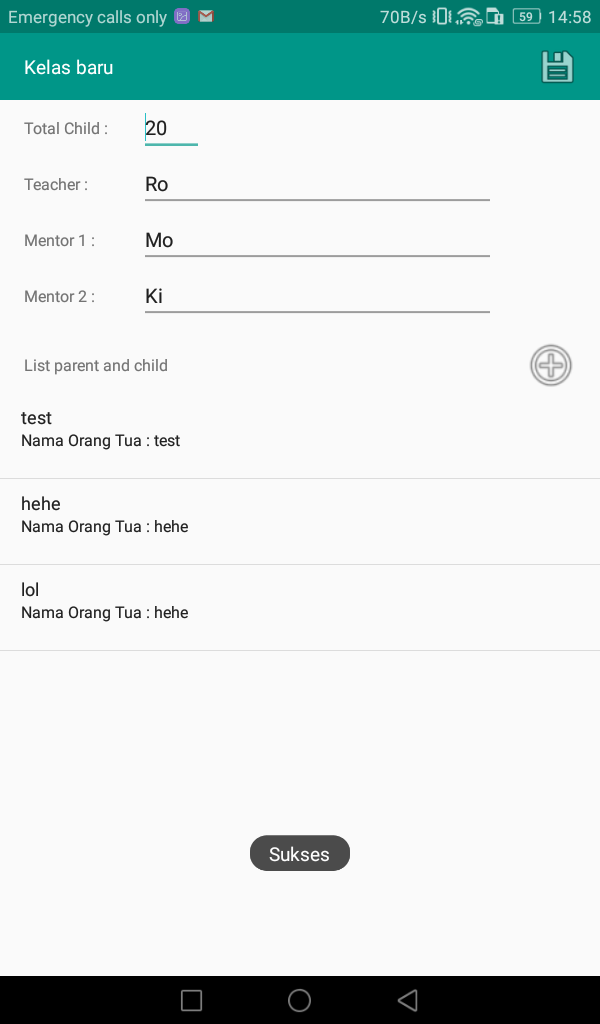 Emergency calls only 70B/s 59 14:58
Kelas baru
Total Child : 20
Teacher : Ro
Mentor 1 : Mo
Mentor 2 : Ki
List parent and child
test
Nama Orang Tua : test
hehe
Nama Orang Tua : hehe
lol
Nama Orang Tua : hehe
Sukses